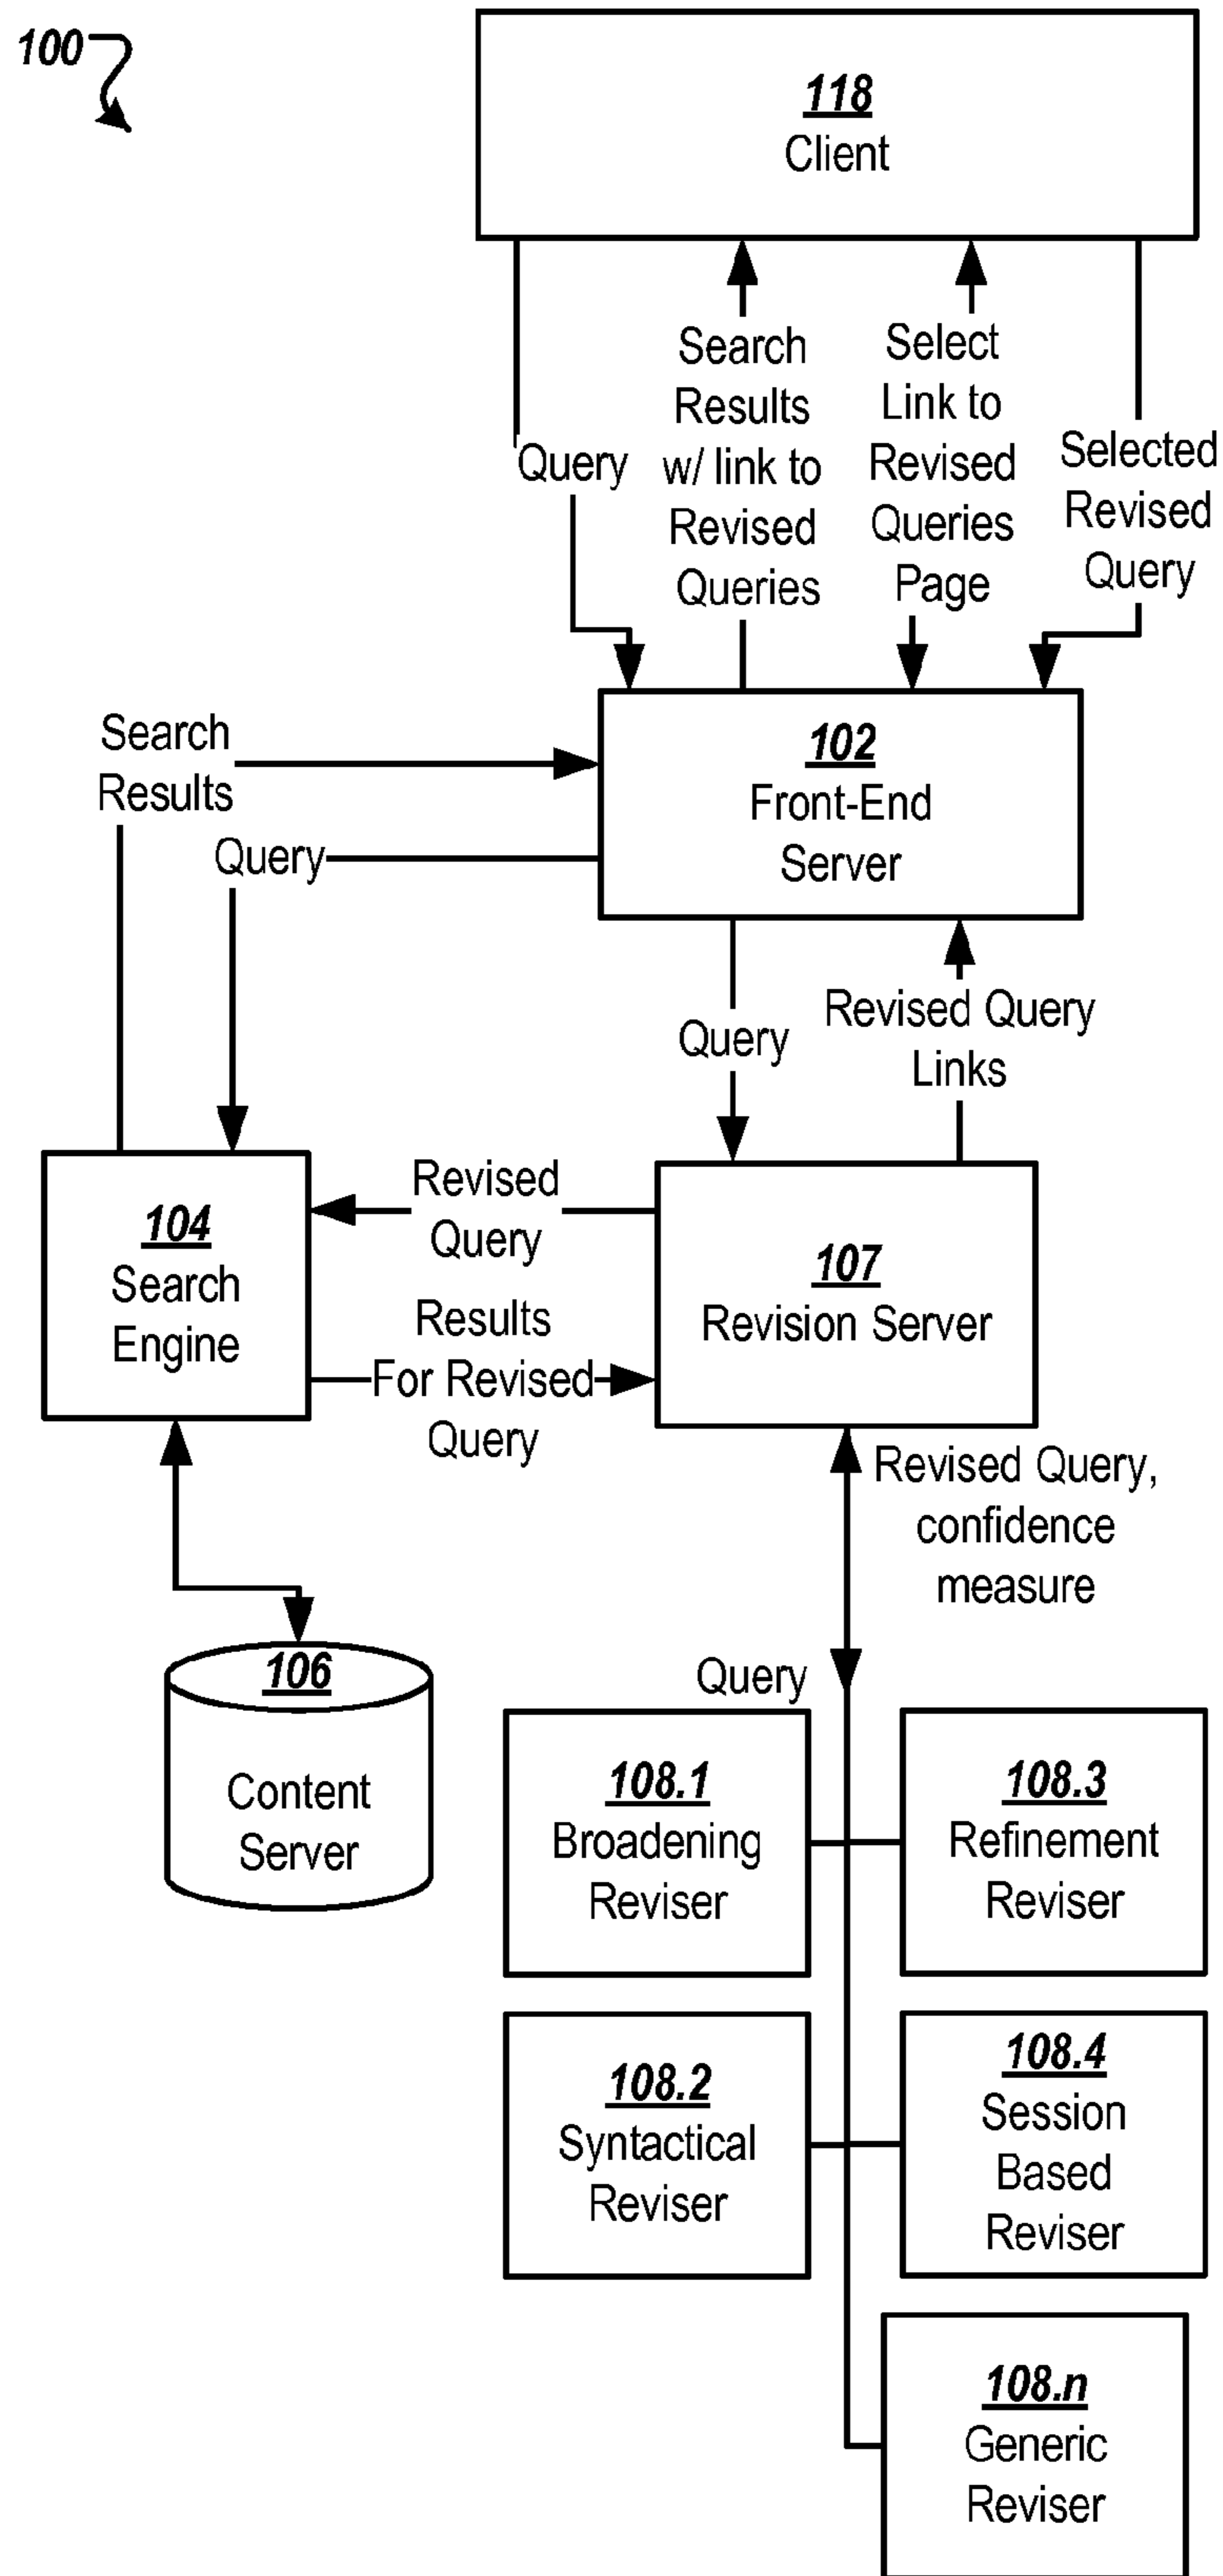 100
118
Client
Query
Search
Results
w/ link to
Revised
Queries
Select
Link to
Revised
Queries
Page
Selected
Revised
Query
Search
Results
102
Front-End
Server
Query
Query
Revised Query
Links
104
Search
Engine
Revised
Query
107
Revision Server
Results
For Revised
Query
Revised Query,
confidence
measure
106
Content
Server
Query
108.1
Broadening
Reviser
108.3
Refinement
Reviser
108.2
Syntactical
Reviser
108.4
Session
Based
Reviser
108.n
Generic
Reviser